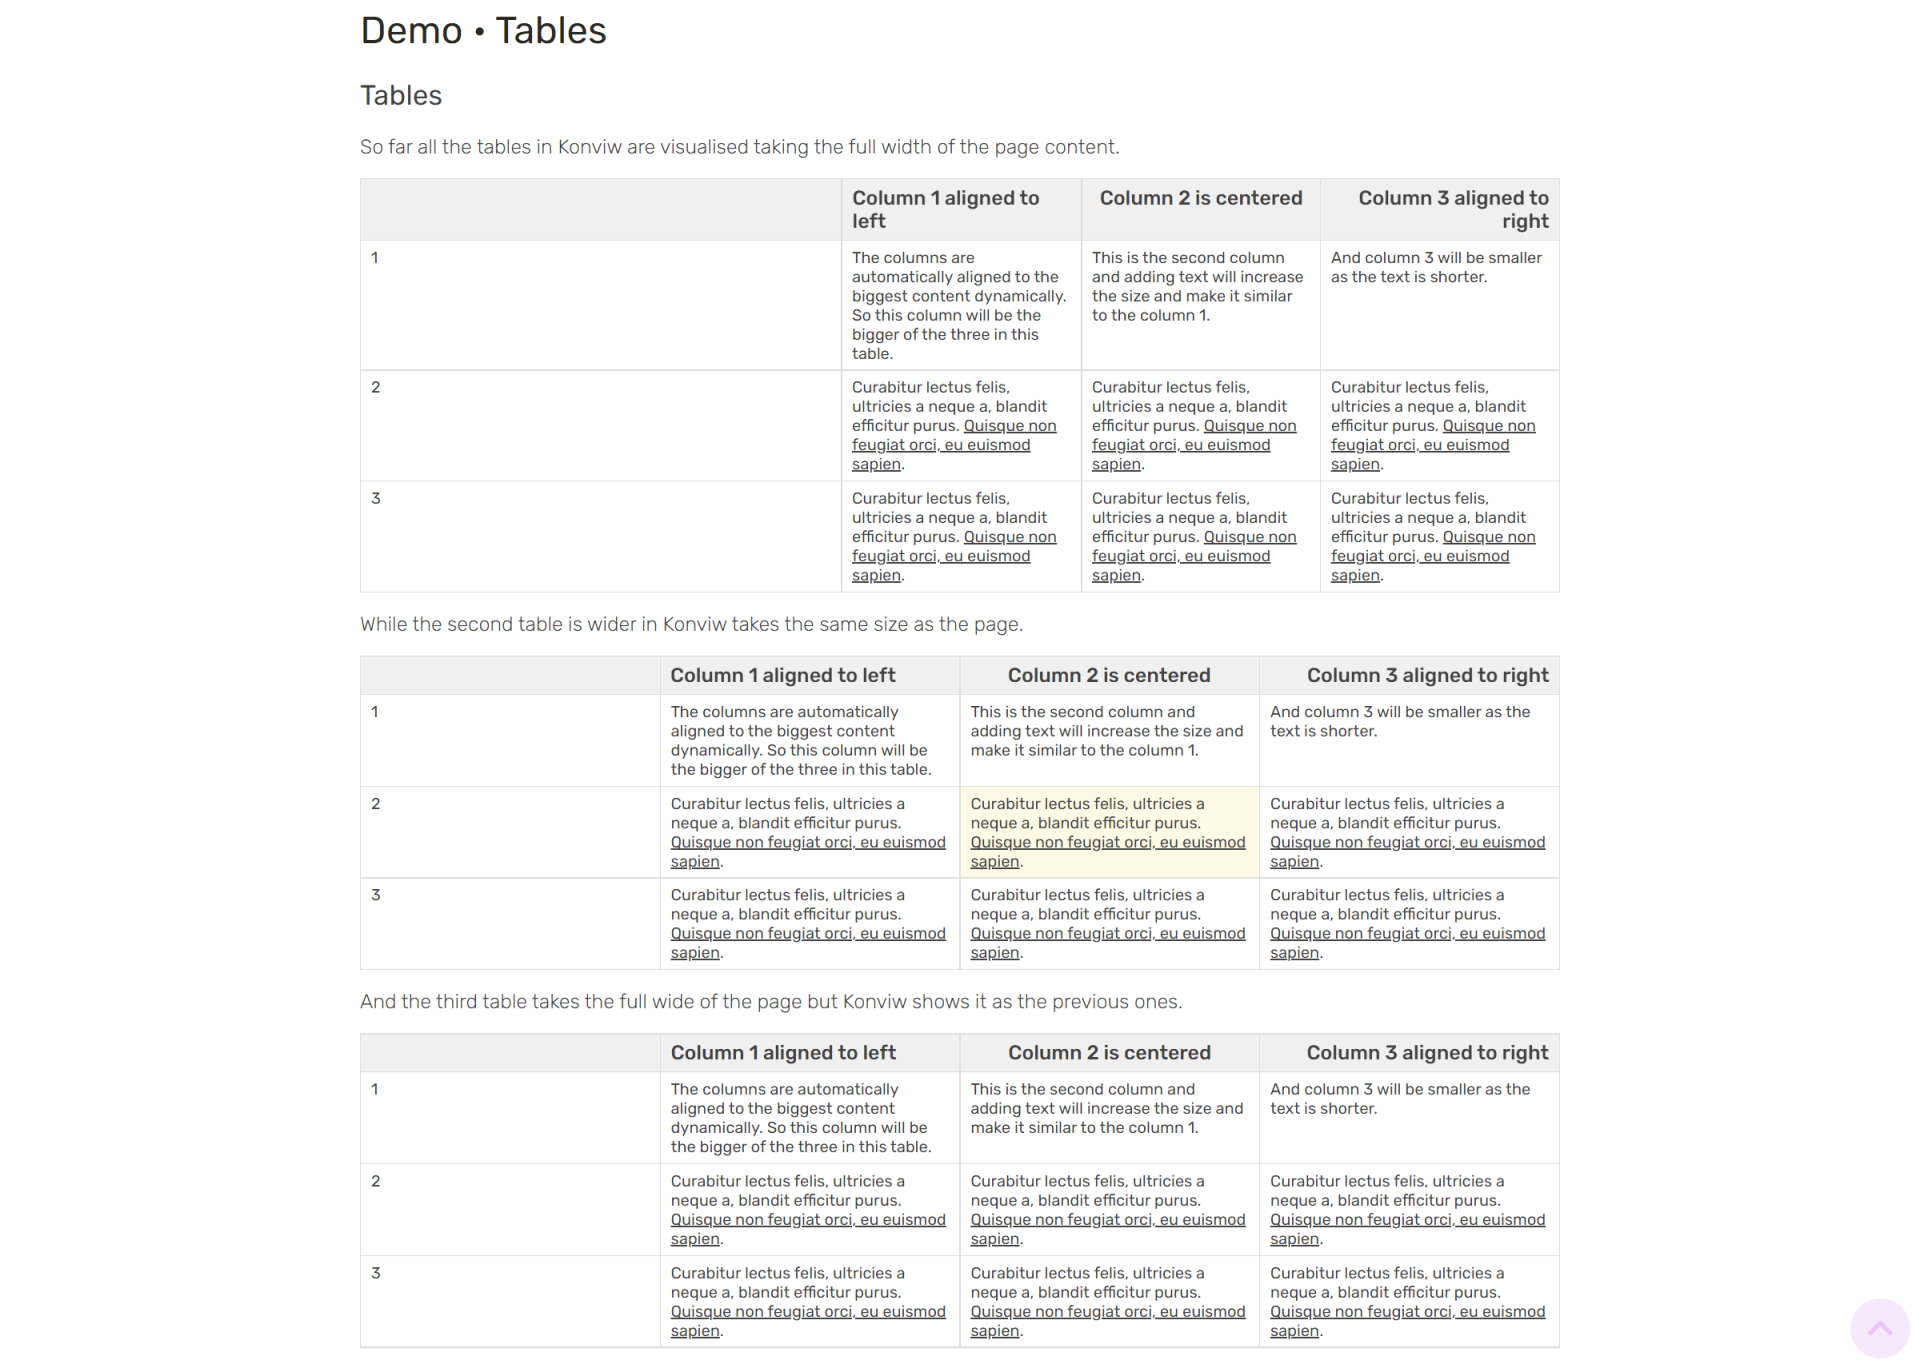 Demo • Tables
Tables
So far all the tables in Konviw are visualised taking the full width of the page content.
Column 1 aligned to
left
Column 2 is centered
Column 3 aligned to
right
1
The columns are
automatically aligned to the
biggest content dynamically.
So this column will be the
bigger of the three in this
table.
This is the second column
and adding text will increase
the size and make it similar
to the column 1.
And column 3 will be smaller
as the text is shorter.
2
Curabitur lectus felis,
ultricies a neque a, blandit
efficitur purus. Quisque non
feugiat orci, eu euismod
sapien.
Curabitur lectus felis,
ultricies a neque a, blandit
efficitur purus. Quisque non
feugiat orci, eu euismod
sapien.
Curabitur lectus felis,
ultricies a neque a, blandit
efficitur purus. Quisque non
feugiat orci, eu euismod
sapien.
3
Curabitur lectus felis,
ultricies a neque a, blandit
efficitur purus. Quisque non
feugiat orci, eu euismod
sapien.
Curabitur lectus felis,
ultricies a neque a, blandit
efficitur purus. Quisque non
feugiat orci, eu euismod
sapien.
Curabitur lectus felis,
ultricies a neque a, blandit
efficitur purus. Quisque non
feugiat orci, eu euismod
sapien.
While the second table is wider in Konviw takes the same size as the page.
Column 1 aligned to left
Column 2 is centered
Column 3 aligned to right
1
The columns are automatically
aligned to the biggest content
dynamically. So this column will be
the bigger of the three in this table.
This is the second column and
adding text will increase the size and
make it similar to the column 1.
And column 3 will be smaller as the
text is shorter.
2
Curabitur lectus felis, ultricies a
neque a, blandit efficitur purus.
Quisque non feugiat orci, eu euismod
sapien.
Curabitur lectus felis, ultricies a
neque a, blandit efficitur purus.
Quisque non feugiat orci, eu euismod
sapien.
Curabitur lectus felis, ultricies a
neque a, blandit efficitur purus.
Quisque non feugiat orci, eu euismod
sapien.
3
Curabitur lectus felis, ultricies a
neque a, blandit efficitur purus.
Quisque non feugiat orci, eu euismod
sapien.
Curabitur lectus felis, ultricies a
neque a, blandit efficitur purus.
Quisque non feugiat orci, eu euismod
sapien.
Curabitur lectus felis, ultricies a
neque a, blandit efficitur purus.
Quisque non feugiat orci, eu euismod
sapien.
And the third table takes the full wide of the page but Konviw shows it as the previous ones.
Column 1 aligned to left
Column 2 is centered
Column 3 aligned to right
1
The columns are automatically
aligned to the biggest content
dynamically. So this column will be
the bigger of the three in this table.
This is the second column and
adding text will increase the size and
make it similar to the column 1.
And column 3 will be smaller as the
text is shorter.
2
Curabitur lectus felis, ultricies a
neque a, blandit efficitur purus.
Quisque non feugiat orci, eu euismod
sapien.
Curabitur lectus felis, ultricies a
neque a, blandit efficitur purus.
Quisque non feugiat orci, eu euismod
sapien.
Curabitur lectus felis, ultricies a
neque a, blandit efficitur purus.
Quisque non feugiat orci, eu euismod
sapien.
3
Curabitur lectus felis, ultricies a
neque a, blandit efficitur purus.
Quisque non feugiat orci, eu euismod
sapien.
Curabitur lectus felis, ultricies a
neque a, blandit efficitur purus.
Quisque non feugiat orci, eu euismod
sapien.
Curabitur lectus felis, ultricies a
neque a, blandit efficitur purus.
Quisque non feugiat orci, eu euismod
sapien.